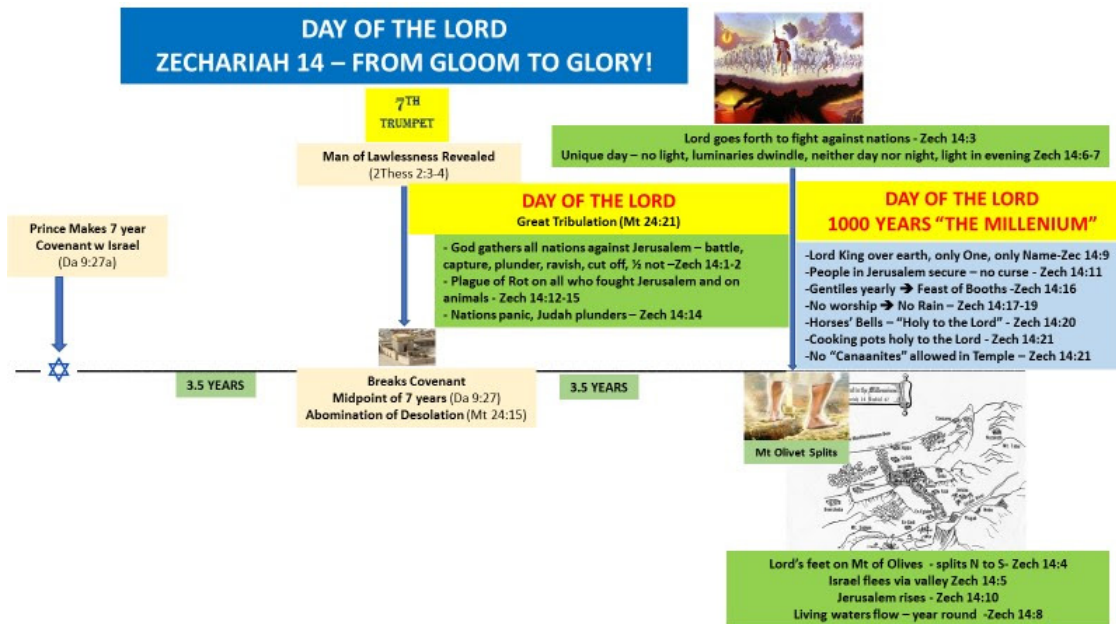 DAY OF THE LORD
ZECHARIAH 14 – FROM GLOOM TO GLORY!
7TH
TRUMPET
Man of Lawlessness Revealed
(2Thess 2:3-4)
Lord goes forth to fight against nations - Zech 14:3
Unique day – no light, luminaries dwindle, neither day nor night, light in evening Zech 14:6-7
Prince Makes 7 year
Covenant w Israel
(Da 9:27a)
DAY OF THE LORD
Great Tribulation (Mt 24:21)
- God gathers all nations against Jerusalem – battle,
capture, plunder, ravish, cut off, ½ not –Zech 14:1-2
- Plague of Rot on all who fought Jerusalem and on
animals - Zech 14:12-15
- Nations panic, Judah plunders – Zech 14:14
DAY OF THE LORD
1000 YEARS “THE MILLENIUM”
-Lord King over earth, only One, only Name-Zec 14:9
-People in Jerusalem secure – no curse - Zech 14:11
-Gentiles yearly ➔ Feast of Booths -Zech 14:16
-No worship ➔ No Rain – Zech 14:17-19
-Horses’ Bells – “Holy to the Lord” - Zech 14:20
-Cooking pots holy to the Lord - Zech 14:21
-No “Canaanites” allowed in Temple – Zech 14:21
3.5 YEARS
Breaks Covenant
Midpoint of 7 years (Da 9:27)
Abomination of Desolation (Mt 24:15)
3.5 YEARS
Mt Olivet Splits
Lord’s feet on Mt of Olives - splits N to S- Zech 14:4
Israel flees via valley Zech 14:5
Jerusalem rises - Zech 14:10
Living waters flow – year round -Zech 14:8